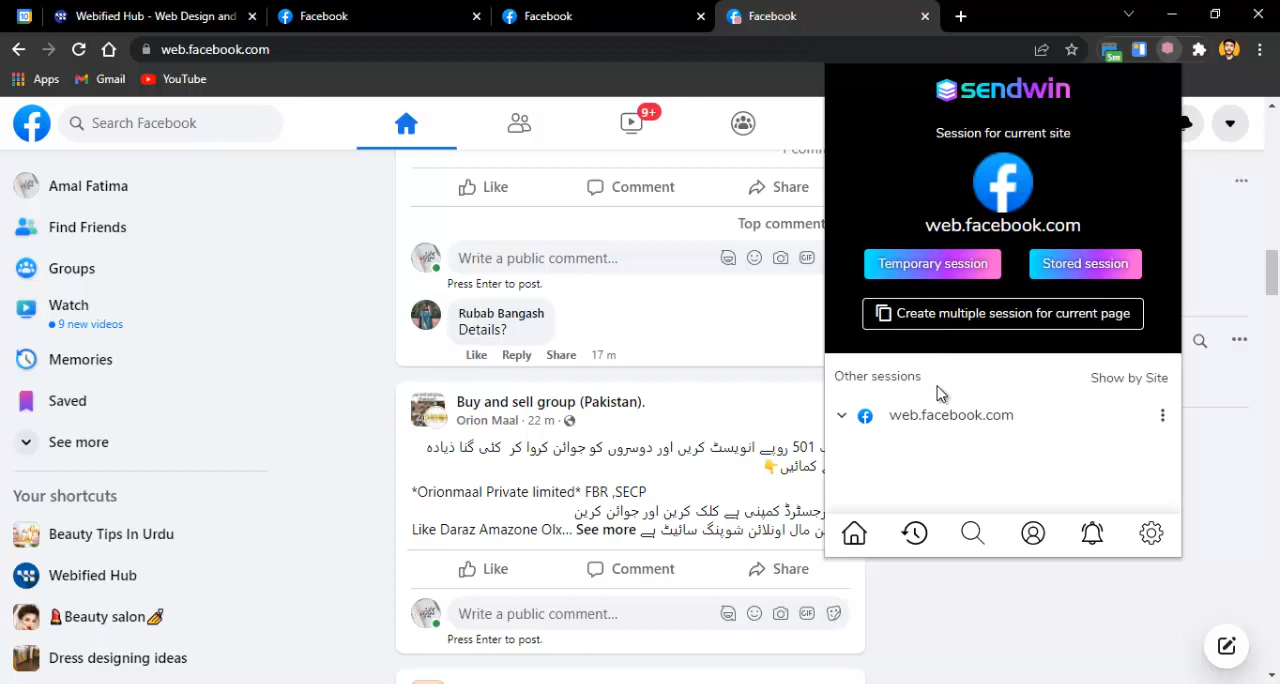 Webified Hub - Web Design and
Facebook
Facebook
Facebook
web.facebook.com
5m
Apps
Gmail
YouTube
Search Facebook
9+
Amal Fatima
Find Friends
Groups
Watch
9 new videos
Memories
Saved
See more
Your shortcuts
Beauty Tips In Urdu
Webified Hub
💄Beauty salon💅
Dress designing ideas
Like
Comment
Share
Top comment
Write a public comment...
GIF
Press Enter to post.
Rubab Bangash
Details?
Like Reply Share 17 m
Buy and sell group (Pakistan).
Orion Maal · 22 m ·
501 روپے انویسٹ کریں اور دوسروں کو جوائن کروا کر کئی گنا ذیادہ
کمائیں👇
*Orionmaal Private limited* FBR ,SECP
رجسٹرڈ کمپنی ہے کلک کریں اور جوائن کریں
Like Daraz Amazone Olx... See more مال اونلائن شوپنگ سائیٹ ہے
Like
Comment
Share
Write a public comment...
GIF
Press Enter to post.
sendwin
Session for current site
web.facebook.com
Temporary session
Stored session
Create multiple session for current page
Other sessions
Show by Site
web.facebook.com